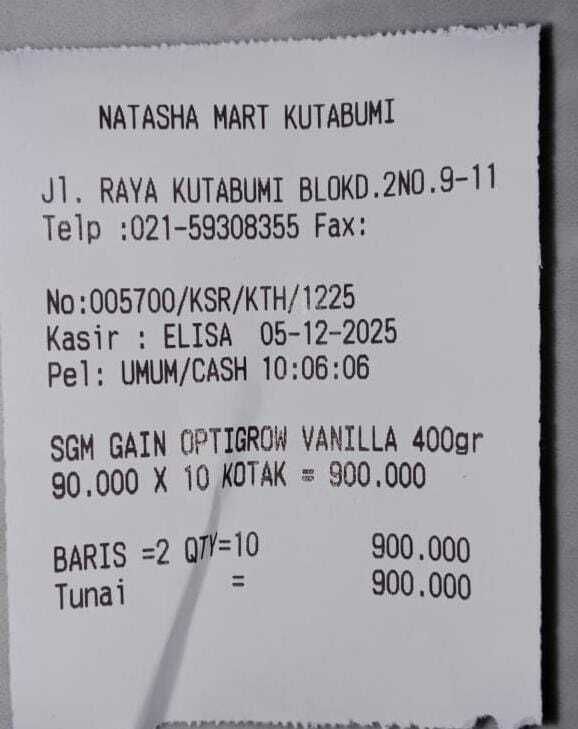 NATASHA MART KUTABUMI
Jl. RAYA KUTABUMI BLOKD.2NO.9-11
Telp :021-59308355 Fax:
No:005700/KSR/KTH/1225
Kasir : ELISA 05-12-2025
Pel: UMUM/CASH 10:06:06
SGM GAIN OPTIGROW VANILLA 400gr
90.000 X 10 KOTAK = 900.000
BARIS =2 QTY=10 900.000
Tunai = 900.000